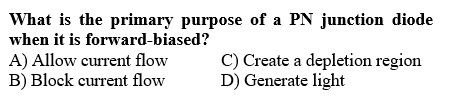 What is the primary purpose of a PN junction diode
when it is forward-biased?
A) Allow current flow C) Create a depletion region
B) Block current flow D) Generate light